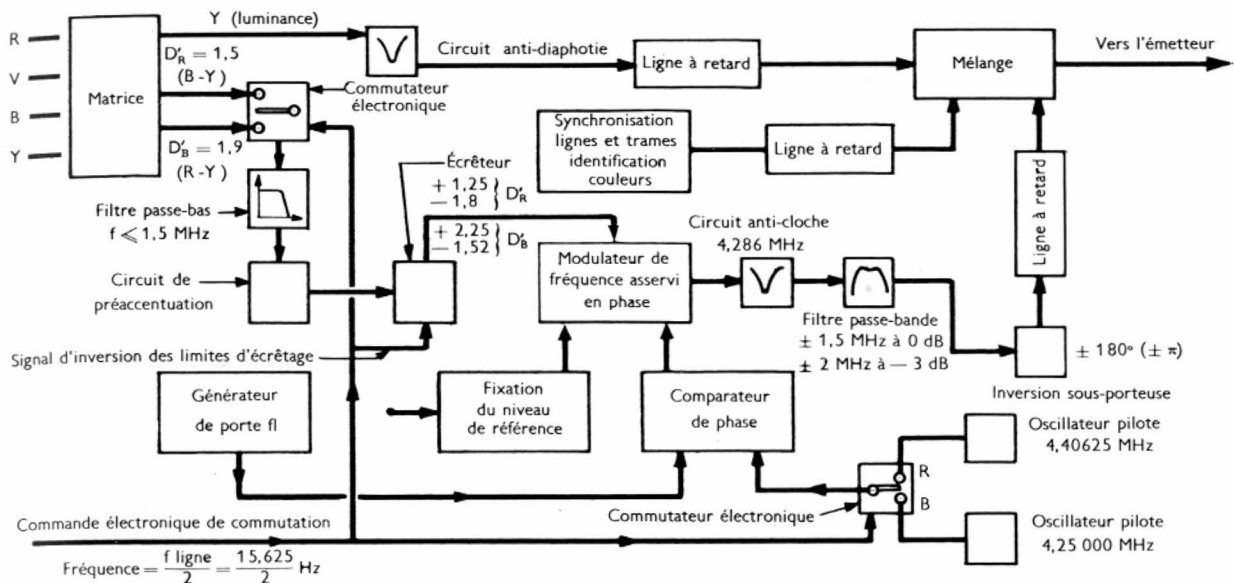 R
V
B
Y
Matrice
Y (luminance)
D′R = 1,5
(B - Y)
D′B = 1,9
(R - Y)
Commutateur
électronique
Circuit anti-diaphotie
Ligne à retard
Mélange
Vers l'émetteur
Synchronisation
lignes et trames
identification
couleurs
Ligne à retard
Ligne à retard
Filtre passe-bas
f ⩽ 1,5 MHz
Circuit de
préaccentuation
Écrêteur
+ 1,25
— 1,8 } D′R
+ 2,25
— 1,52 } D′B
Modulateur de
fréquence asservi
en phase
Circuit anti-cloche
4,286 MHz
Filtre passe-bande
± 1,5 MHz à 0 dB
± 2 MHz à — 3 dB
± 180° (± π)
Inversion sous-porteuse
Signal d'inversion des limites d'écrêtage
Générateur
de porte fl
Fixation
du niveau
de référence
Comparateur
de phase
Oscillateur pilote
4,40625 MHz
R
B
Commutateur électronique
Oscillateur pilote
4,25 000 MHz
Commande électronique de commutation
Fréquence = f ligne / 2 = 15,625 / 2 Hz